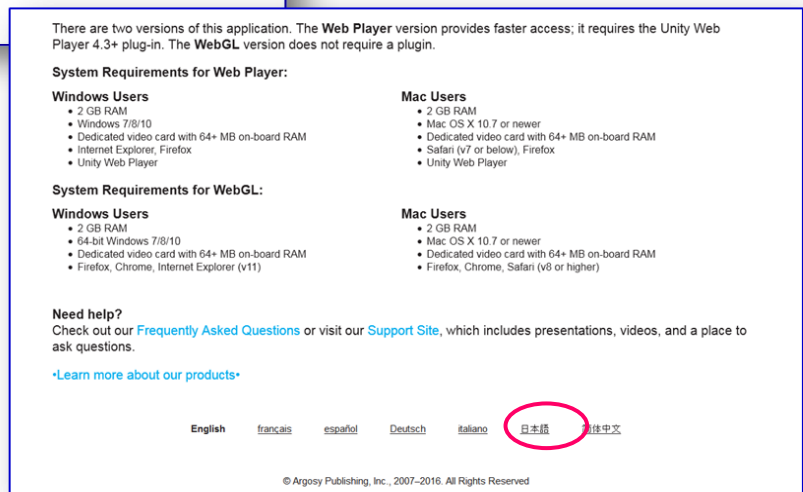 There are two versions of this application. The Web Player version provides faster access; it requires the Unity Web
Player 4.3+ plug-in. The WebGL version does not require a plugin.
System Requirements for Web Player:
Windows Users
• 2 GB RAM
• Windows 7/8/10
• Dedicated video card with 64+ MB on-board RAM
• Internet Explorer, Firefox
• Unity Web Player
Mac Users
• 2 GB RAM
• Mac OS X 10.7 or newer
• Dedicated video card with 64+ MB on-board RAM
• Safari (v7 or below), Firefox
• Unity Web Player
System Requirements for WebGL:
Windows Users
• 2 GB RAM
• 64-bit Windows 7/8/10
• Dedicated video card with 64+ MB on-board RAM
• Firefox, Chrome, Internet Explorer (v11)
Mac Users
• 2 GB RAM
• Mac OS X 10.7 or newer
• Dedicated video card with 64+ MB on-board RAM
• Firefox, Chrome, Safari (v8 or higher)
Need help?
Check out our Frequently Asked Questions or visit our Support Site, which includes presentations, videos, and a place to
ask questions.
•Learn more about our products•
English français español Deutsch italiano 日本語 简体中文
© Argosy Publishing, Inc., 2007–2016. All Rights Reserved